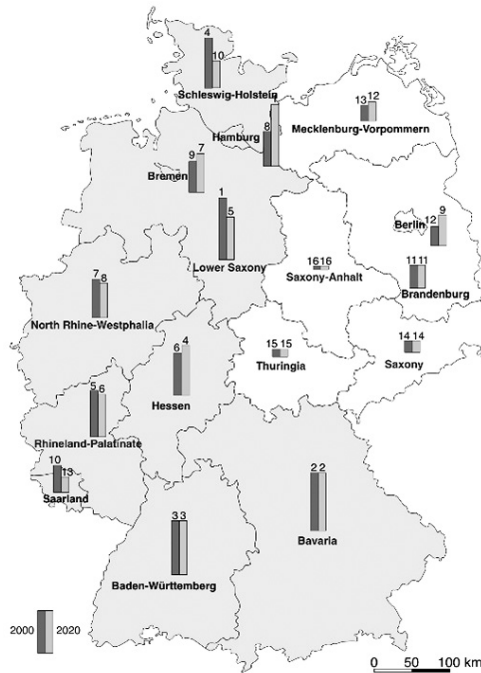 4
10
Schleswig-Holstein
13 12
Mecklenburg-Vorpommern
Hamburg
8
9 7
Bremen
1
5
Lower Saxony
Berlin
12 9
16 16
Saxony-Anhalt
11 11
Brandenburg
7 8
North Rhine-Westphalia
6 4
Hessen
15 15
Thuringia
14 14
Saxony
5 6
Rhineland-Palatinate
10
13
Saarland
2 2
Bavaria
3 3
Baden-Württemberg
2000 2020
0 50 100 km